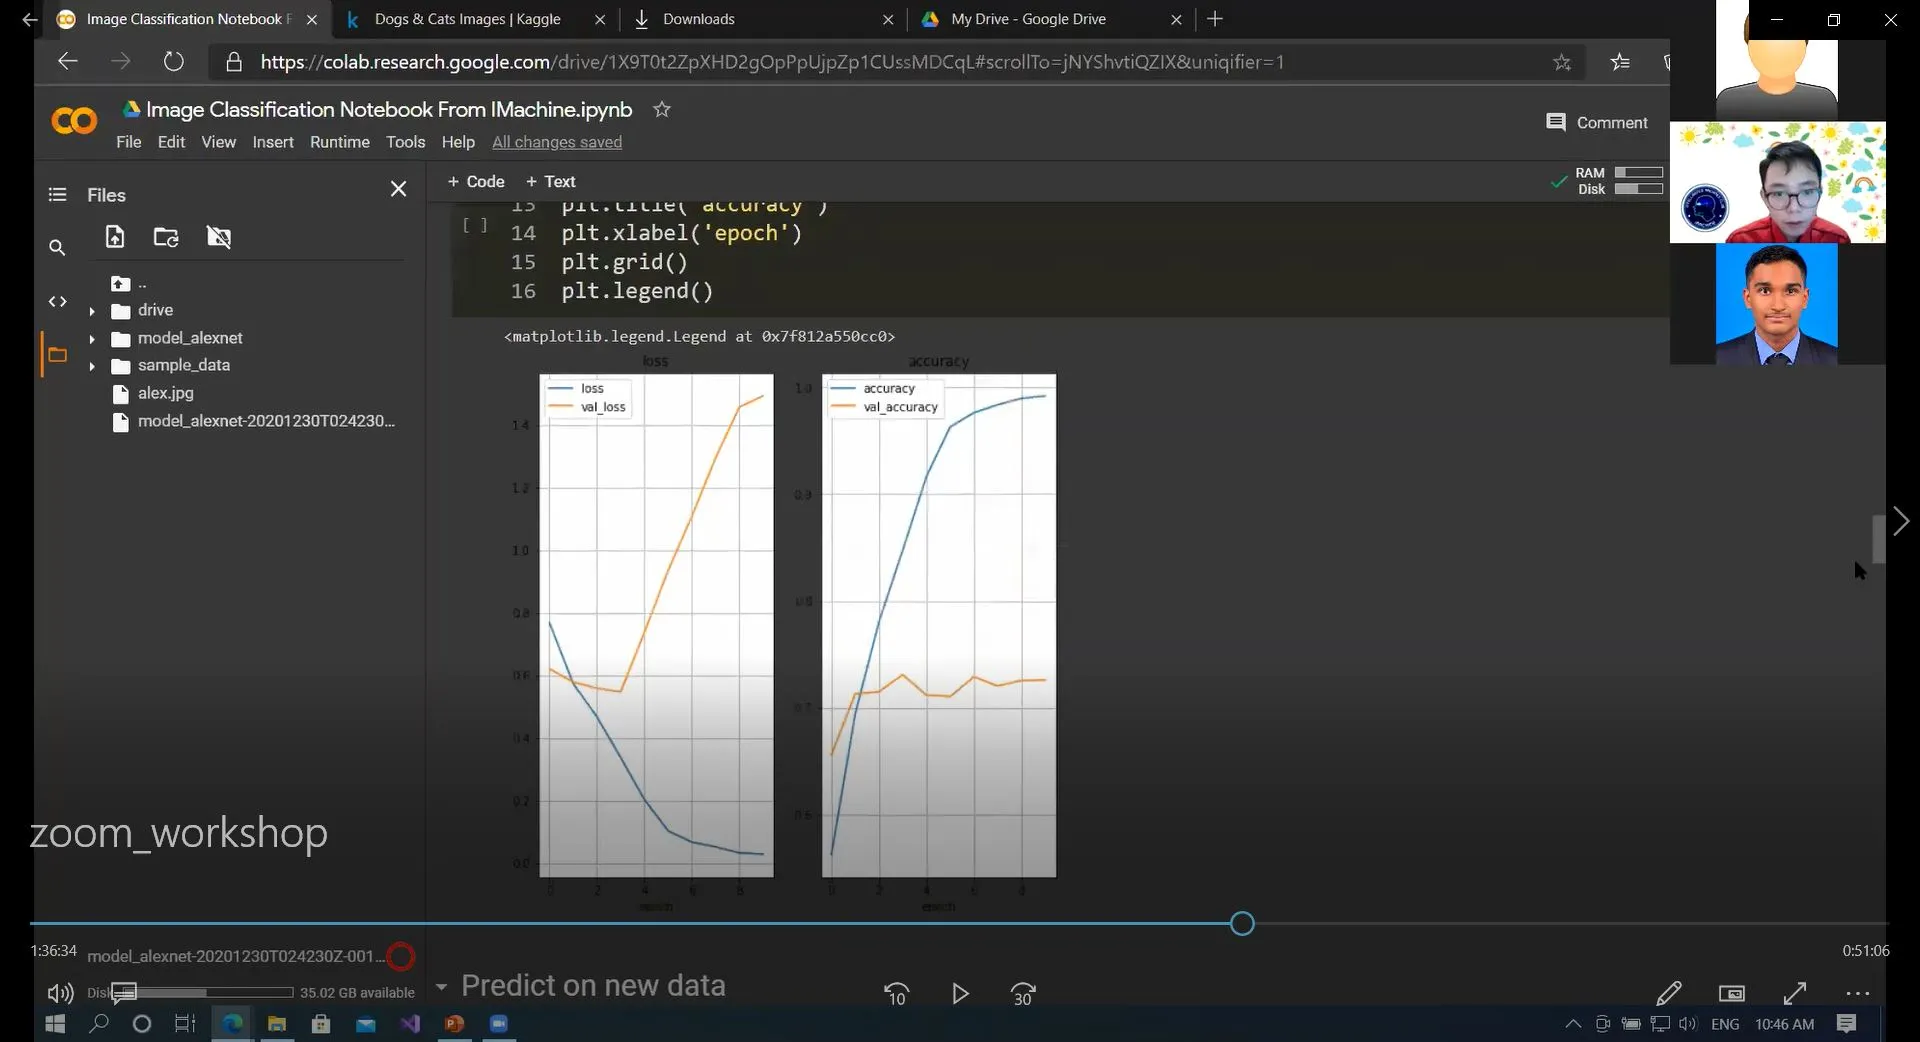 Image Classification Notebook F
Dogs & Cats Images | Kaggle
Downloads
My Drive - Google Drive
https://colab.research.google.com/drive/1X9T0t2ZpXHD2gOpPpUjpZp1CUssMDCqL#scrollTo=jNYShvtiQZIX&uniqifier=1
Image Classification Notebook From IMachine.ipynb
Comment
File Edit View Insert Runtime Tools Help All changes saved
Files
+ Code + Text
RAM
Disk
13 plt.title('accuracy')
[ ] 14 plt.xlabel('epoch')
15 plt.grid()
16 plt.legend()
..
drive
model_alexnet
sample_data
alex.jpg
model_alexnet-20201230T024230...
<matplotlib.legend.Legend at 0x7f812a550cc0>
loss
accuracy
loss
val_loss
1.4
1.2
1.0
0.8
0.6
0.4
0.2
0.0
0 2 4 6 8
epoch
accuracy
val_accuracy
1.0
0.9
0.8
0.7
0.6
0 2 4 6 8
epoch
zoom_workshop
1:36:34
0:51:06
model_alexnet-20201230T024230Z-001...
Disk
35.02 GB available
Predict on new data
10
30
ENG 10:46 AM